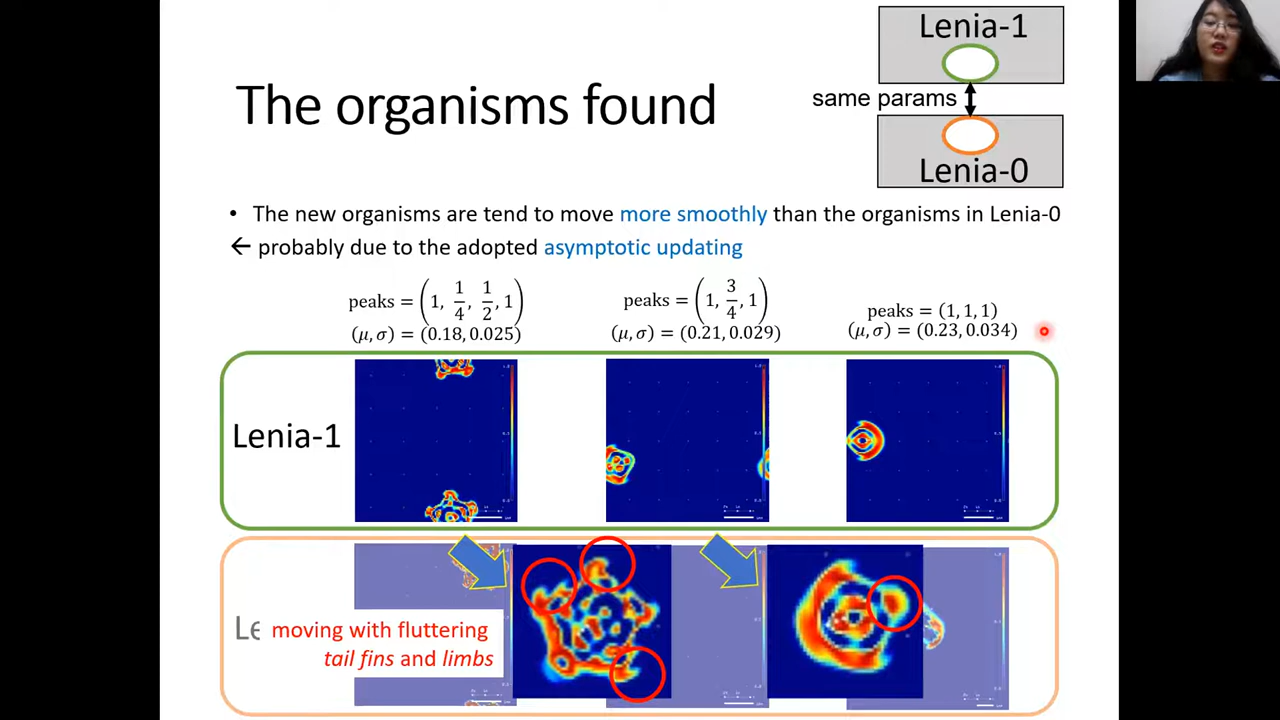 Lenia-1
same params
Lenia-0
The organisms found
• The new organisms are tend to move more smoothly than the organisms in Lenia-0
← probably due to the adopted asymptotic updating
peaks = (1, 1/4, 1/2, 1)
(μ, σ) = (0.18, 0.025)
peaks = (1, 3/4, 1)
(μ, σ) = (0.21, 0.029)
peaks = (1, 1, 1)
(μ, σ) = (0.23, 0.034)
Lenia-1
Le
moving with fluttering
tail fins and limbs